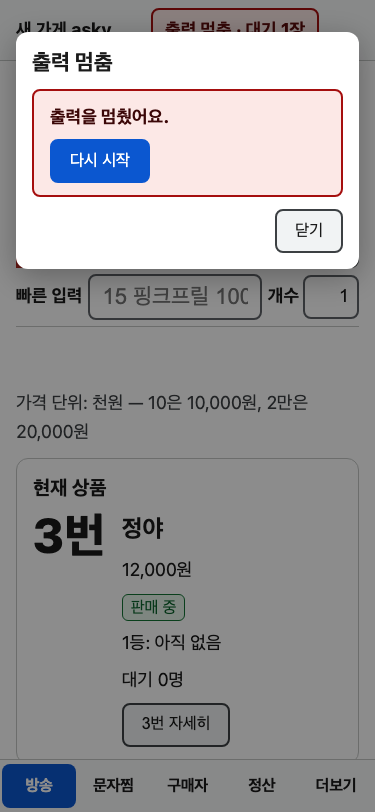 새 가게 asky
출력 멈춤 · 대기 1장
출력 멈춤
출력을 멈췄어요.
다시 시작
닫기
빠른 입력
15 핑크프릴 100
개수
1
가격 단위: 천원 — 10은 10,000원, 2만은
20,000원
현재 상품
3번
정야
12,000원
판매 중
1등: 아직 없음
대기 0명
3번 자세히
방송
문자찜
구매자
정산
더보기